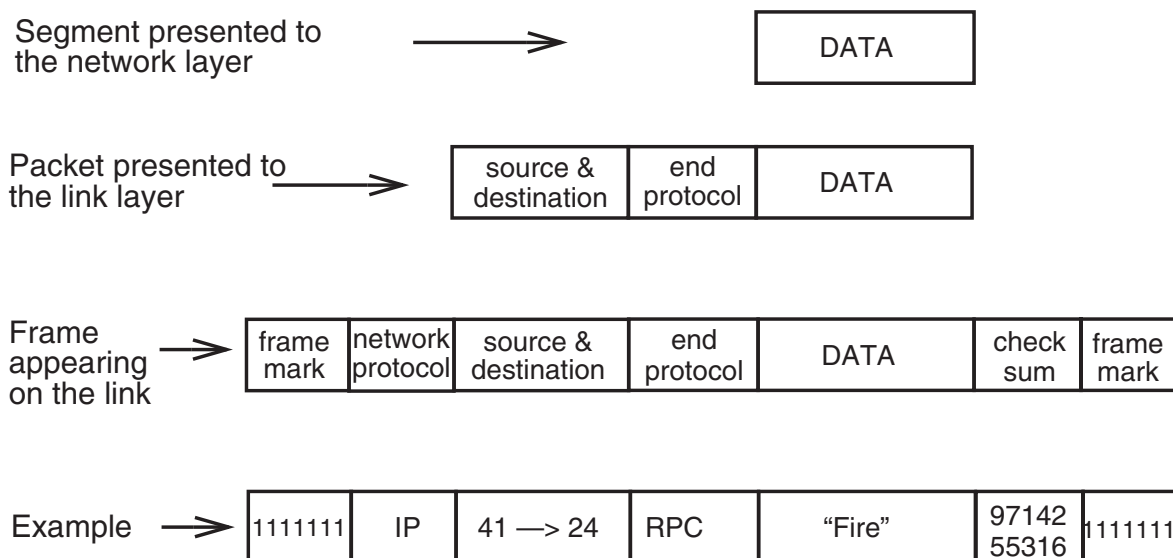 Segment presented to
the network layer
DATA
Packet presented to
the link layer
source &
destination
end
protocol
DATA
Frame
appearing
on the link
frame
mark
network
protocol
source &
destination
end
protocol
DATA
check
sum
frame
mark
Example
1111111
IP
41 —> 24
RPC
“Fire”
97142
55316
1111111